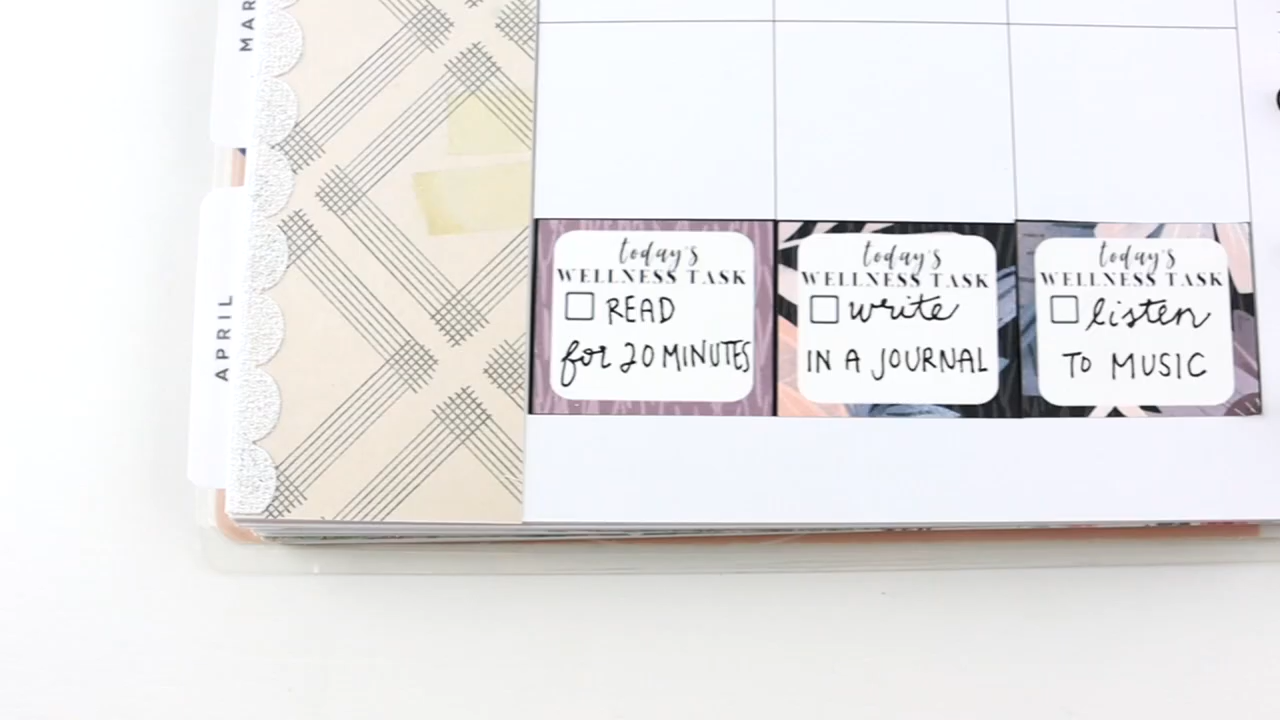 MAR
APRIL
today's
WELLNESS TASK
READ
for 20 MINUTES
today's
WELLNESS TASK
write
IN A JOURNAL
today's
WELLNESS TASK
listen
TO MUSIC